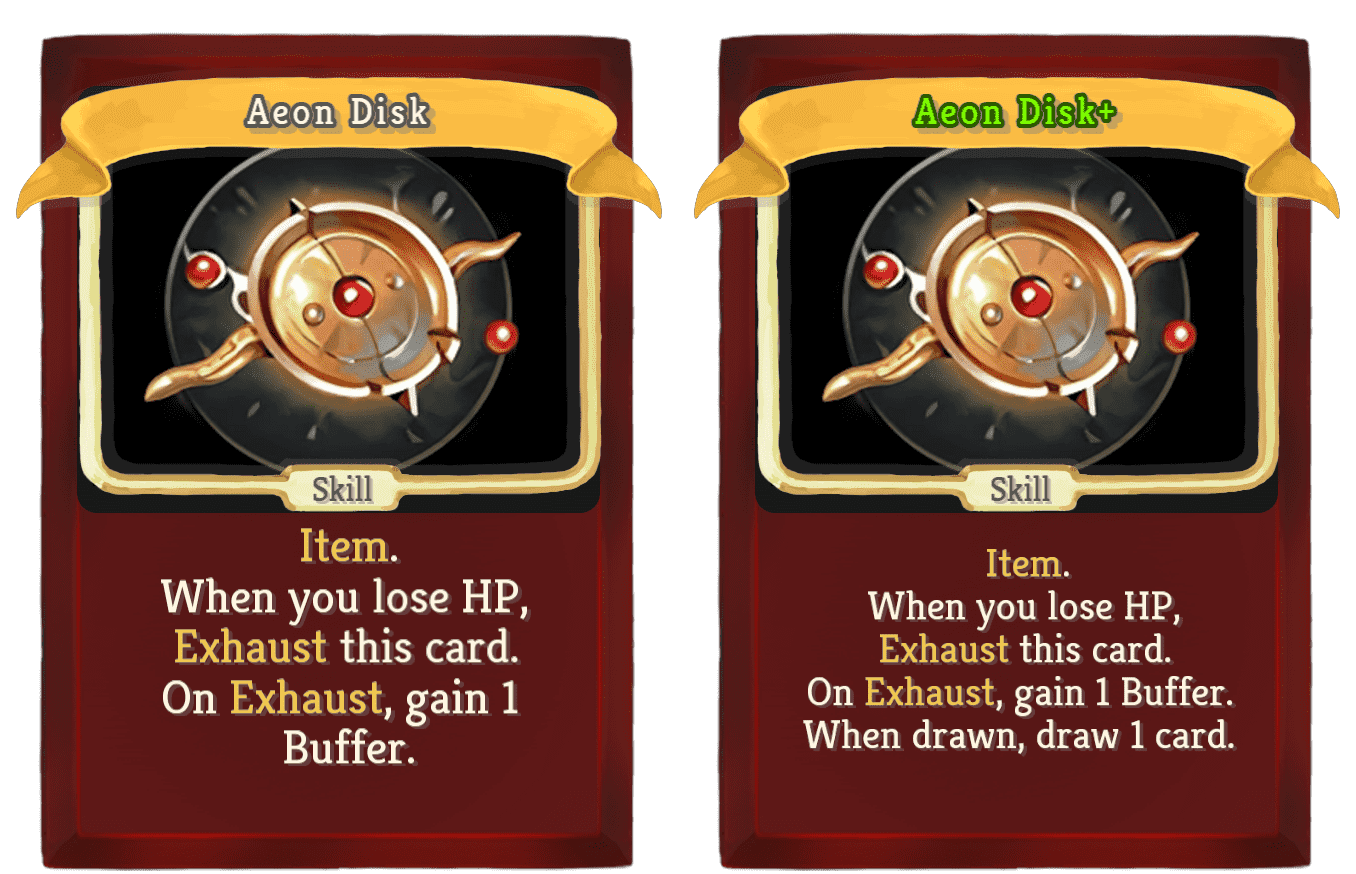 Aeon Disk
Skill
Item.
When you lose HP,
Exhaust this card.
On Exhaust, gain 1
Buffer.
Aeon Disk+
Skill
Item.
When you lose HP,
Exhaust this card.
On Exhaust, gain 1 Buffer.
When drawn, draw 1 card.